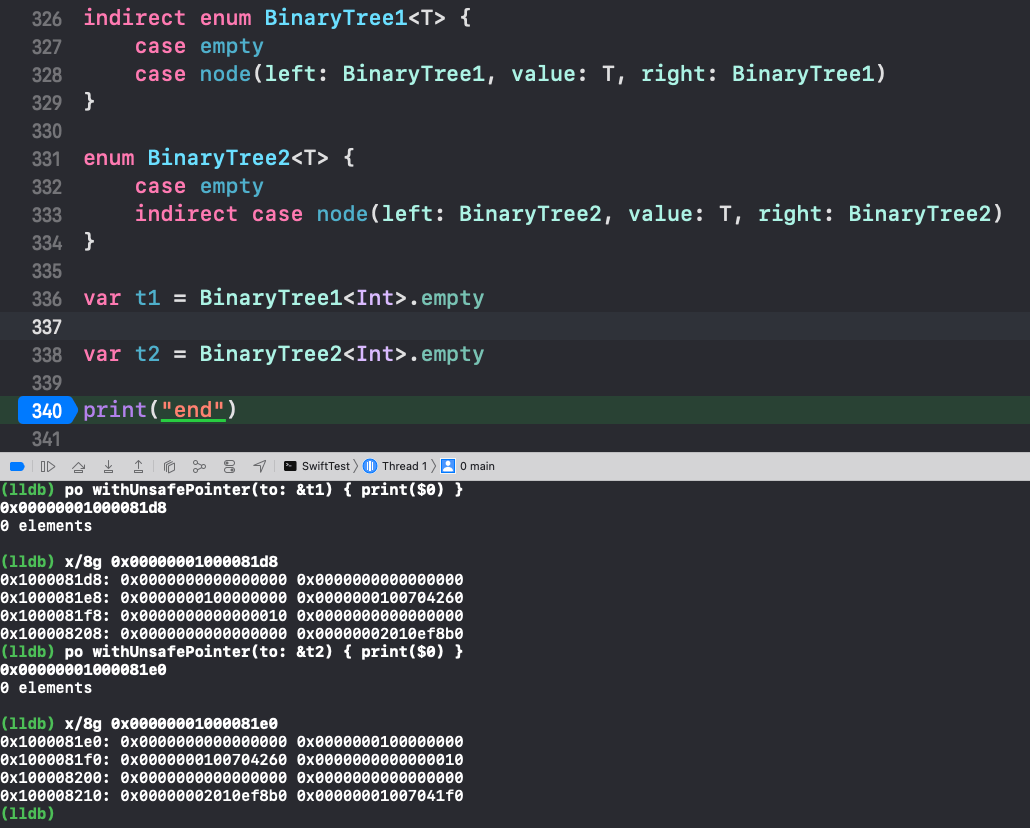 326 indirect enum BinaryTree1<T> {
327     case empty
328     case node(left: BinaryTree1, value: T, right: BinaryTree1)
329 }
330
331 enum BinaryTree2<T> {
332     case empty
333     indirect case node(left: BinaryTree2, value: T, right: BinaryTree2)
334 }
335
336 var t1 = BinaryTree1<Int>.empty
337
338 var t2 = BinaryTree2<Int>.empty
339
340 print("end")
341
SwiftTest Thread 1 0 main
(lldb) po withUnsafePointer(to: &t1) { print($0) }
0x00000001000081d8
0 elements
(lldb) x/8g 0x00000001000081d8
0x1000081d8: 0x0000000000000000 0x0000000000000000
0x1000081e8: 0x0000000100000000 0x0000000100704260
0x1000081f8: 0x0000000000000010 0x0000000000000000
0x100008208: 0x0000000000000000 0x00000002010ef8b0
(lldb) po withUnsafePointer(to: &t2) { print($0) }
0x00000001000081e0
0 elements
(lldb) x/8g 0x00000001000081e0
0x1000081e0: 0x0000000000000000 0x0000000100000000
0x1000081f0: 0x0000000100704260 0x0000000000000010
0x100008200: 0x0000000000000000 0x0000000000000000
0x100008210: 0x00000002010ef8b0 0x00000001007041f0
(lldb)